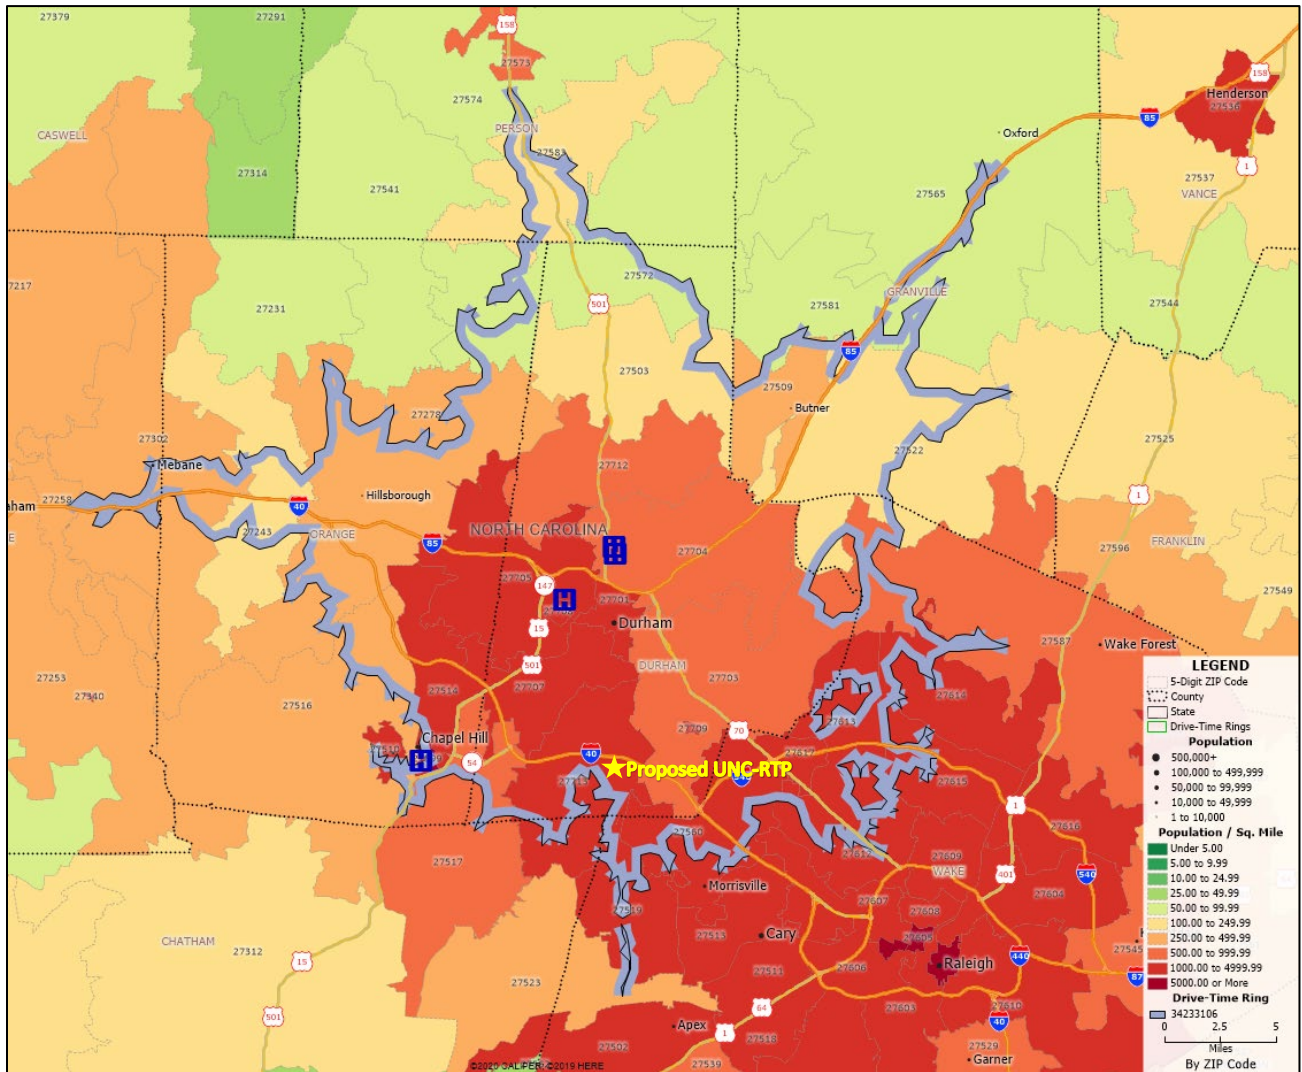 27379
27291
158
27573
158
Henderson
27536
27574
CASWELL
PERSON
85
Oxford
27583
1
27314
27541
27565
27537
VANCE
27217
27572
27231
501
GRANVILLE
27581
27544
85
27503
27509
27278
Butner
27302
27525
Mebane
27712
27522
Hillsborough
27258
40
1
aham
27243
ORANGE
NORTH CAROLINA
85
27704
27596
FRANKLIN
E
27705
147
27549
H
27701
Durham
15
27587
Wake Forest
501
DURHAM
27253
27514
27707
27703
27340
27516
27614
27709
27613
70
Chapel Hill
27510
H
54
40
27617
Proposed UNC-RTP
27713
540
27615
1
27560
27616
27517
27612
27609
WAKE
401
540
Morrisville
27604
27519
27607
27608
CHATHAM
27312
27513
Cary
27605
27545
15
27511
27606
Raleigh
440
87
27523
64
27603
27610
501
Apex
1
27518
40
27502
27539
27529
Garner
©2020 CALIPER; ©2019 HERE
LEGEND
5-Digit ZIP Code
County
State
Drive-Time Rings
Population
500,000+
100,000 to 499,999
50,000 to 99,999
10,000 to 49,999
1 to 10,000
Population / Sq. Mile
Under 5.00
5.00 to 9.99
10.00 to 24.99
25.00 to 49.99
50.00 to 99.99
100.00 to 249.99
250.00 to 499.99
500.00 to 999.99
1000.00 to 4999.99
5000.00 or More
Drive-Time Ring
34233106
0 2.5 5
Miles
By ZIP Code